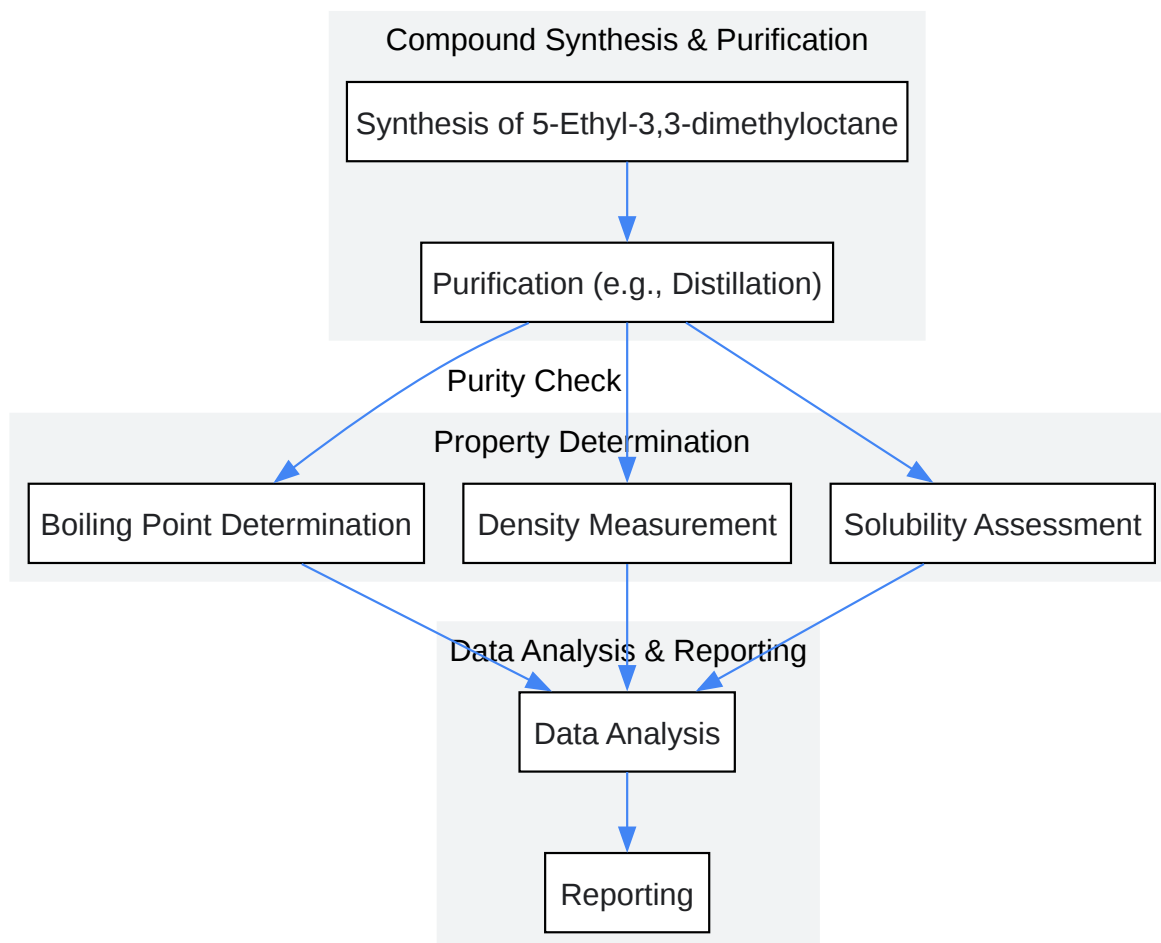 Compound Synthesis & Purification
Synthesis of 5-Ethyl-3,3-dimethyloctane
Purification (e.g., Distillation)
Purity Check
Property Determination
Boiling Point Determination
Density Measurement
Solubility Assessment
Data Analysis & Reporting
Data Analysis
Reporting